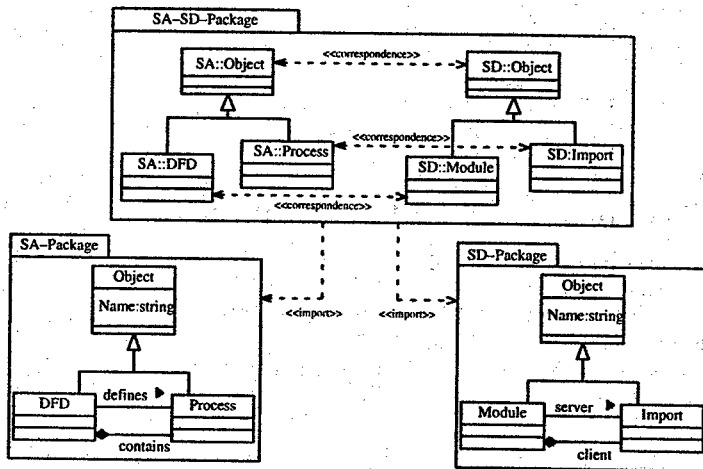 SA-SD-Package
SA::Object
<<correspondence>>
SD::Object
<<correspondence>>
SA::DFD
SA::Process
SD::Module
SD:Import
<<correspondence>>
SA-Package
Object
Name:string
<<import>>
<<import>>
SD-Package
Object
Name:string
DFD
defines
Process
contains
Module
server
Import
client